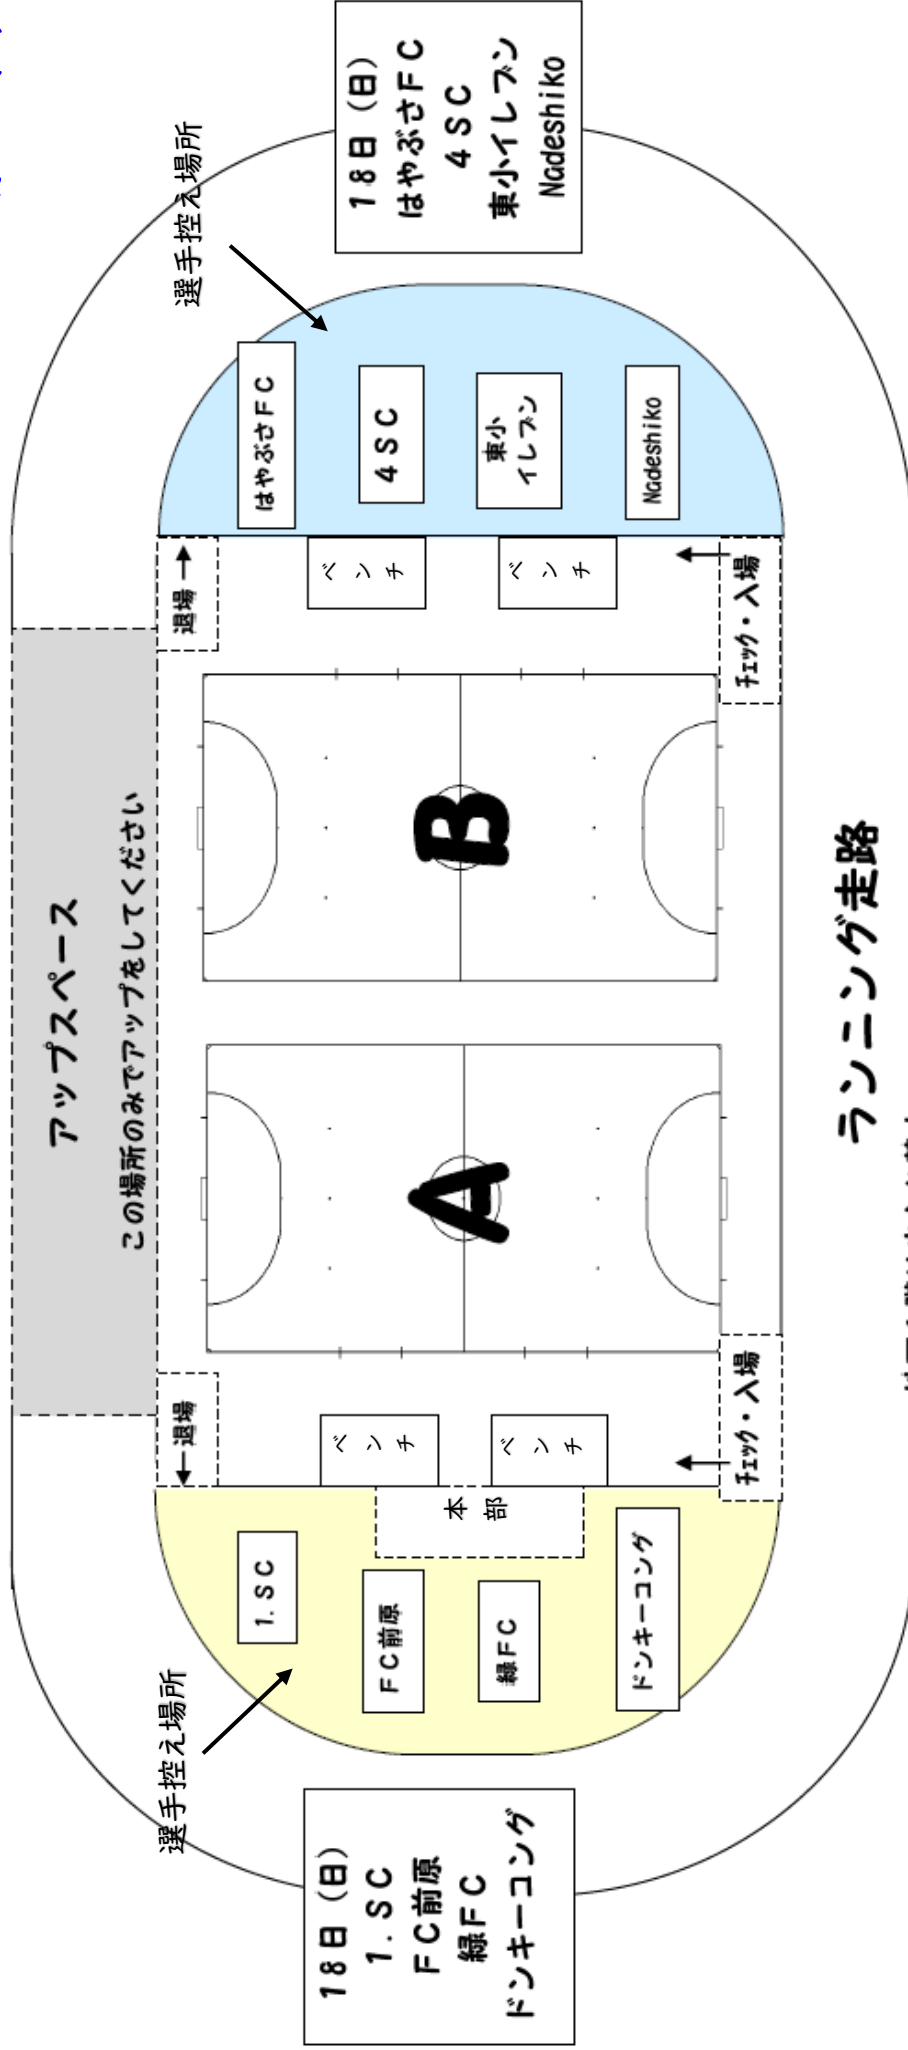 アップスペース
この場所のみでアップをしてください
選手控え場所
選手控え場所
←退場
退場→
18日（日）
1.SC
FC前原
緑FC
ドンキーコング
1.SC
FC前原
緑FC
ドンキーコング
本部
ベンチ
ベンチ
A
B
ベンチ
ベンチ
はやぶさFC
4SC
東小
イレブン
Nadeshiko
18日（日）
はやぶさFC
4SC
東小イレブン
Nadeshiko
チェック・入場
チェック・入場
ランニング走路